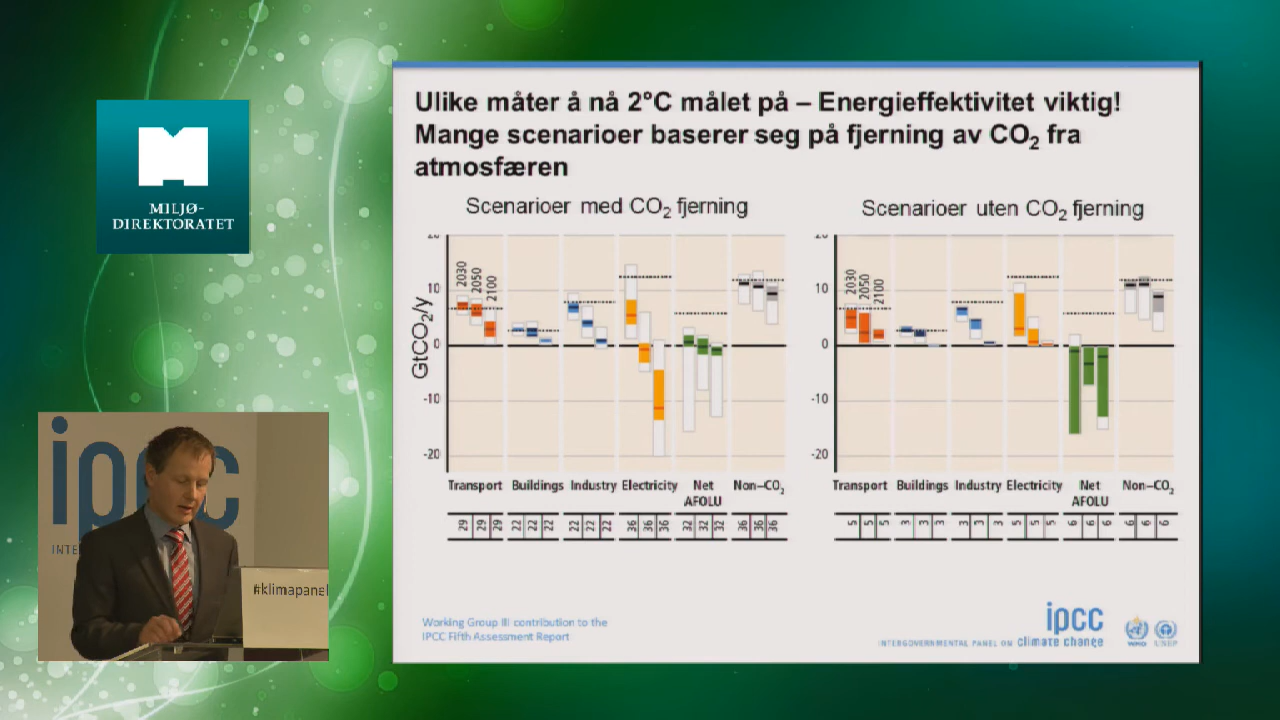 MILJØ-
DIREKTORATET
ipcc
INTE
#klimapanel
Ulike måter å nå 2°C målet på – Energieffektivitet viktig!
Mange scenarioer baserer seg på fjerning av CO₂ fra
atmosfæren
Scenarioer med CO₂ fjerning
GtCO₂/y
20
10
0
-10
-20
2030
2050
2100
Transport Buildings Industry Electricity Net AFOLU Non–CO₂
29 29 29 22 22 22 22 22 22 36 36 36 32 32 32 36 36 36
Scenarioer uten CO₂ fjerning
20
10
0
-10
-20
2030
2050
2100
Transport Buildings Industry Electricity Net AFOLU Non–CO₂
5 5 5 3 3 3 3 3 3 5 5 5 6 6 6 6 6 6
Working Group III contribution to the
IPCC Fifth Assessment Report
ipcc
INTERGOVERNMENTAL PANEL ON climate change
WMO
UNEP